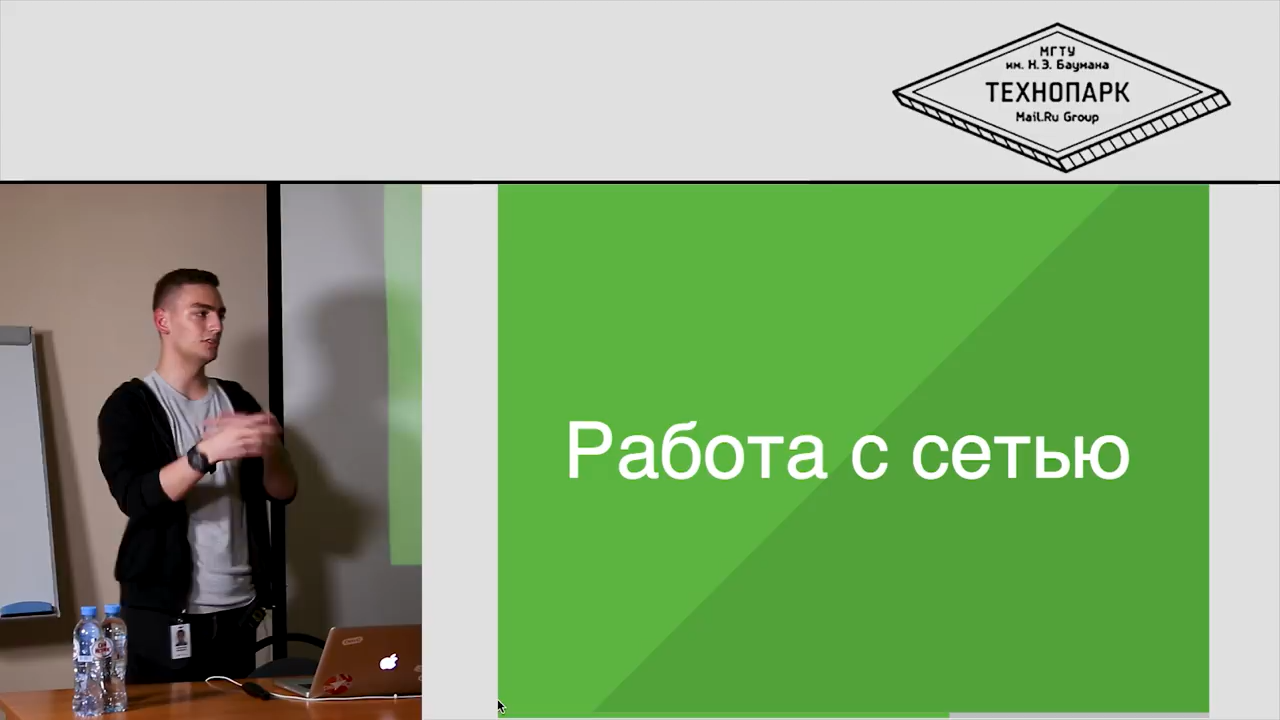 МГТУ
им. Н.Э. Баумана
ТЕХНОПАРК
Mail.Ru Group
Работа с сетью